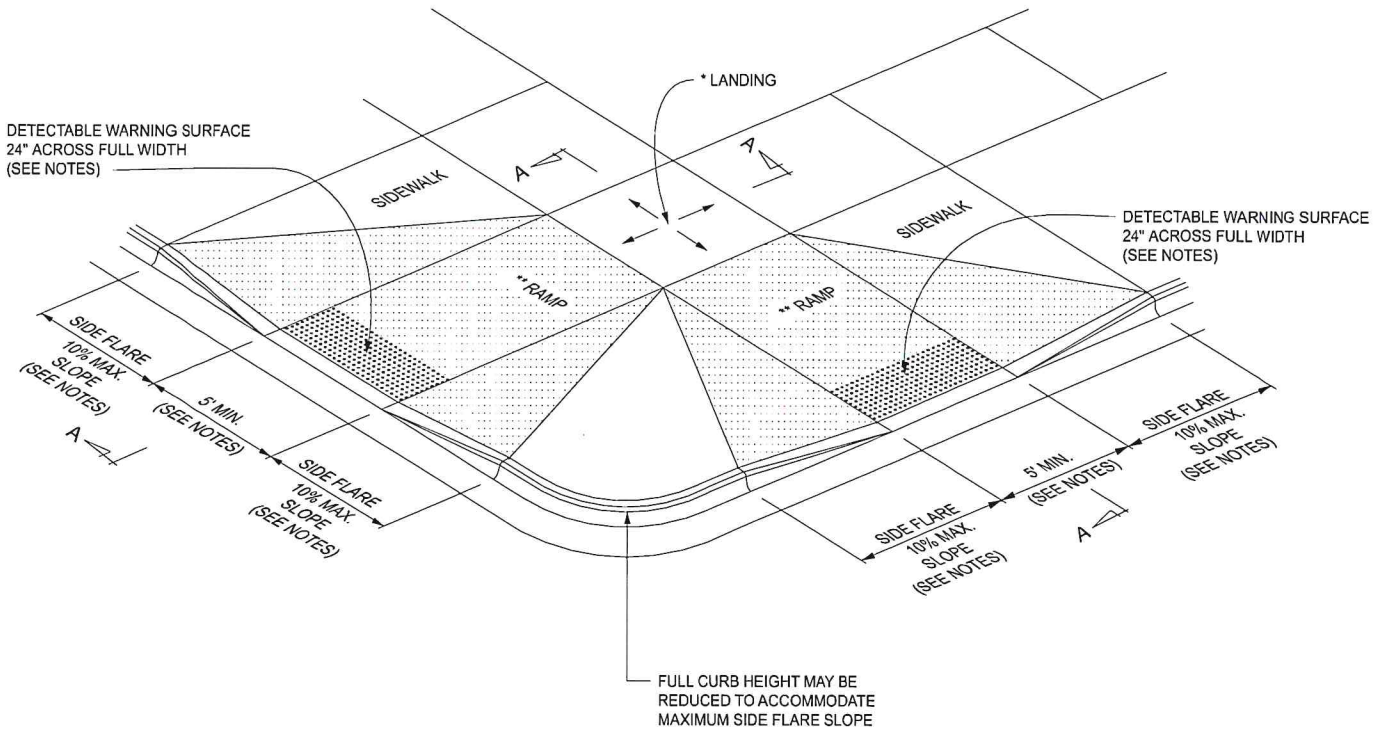 * LANDING
DETECTABLE WARNING SURFACE
24" ACROSS FULL WIDTH
(SEE NOTES)
A
A
SIDEWALK
SIDEWALK
DETECTABLE WARNING SURFACE
24" ACROSS FULL WIDTH
(SEE NOTES)
** RAMP
** RAMP
SIDE FLARE
10% MAX.
SLOPE
(SEE NOTES)
5' MIN.
(SEE NOTES)
A
SIDE FLARE
10% MAX.
SLOPE
(SEE NOTES)
SIDE FLARE
10% MAX.
SLOPE
(SEE NOTES)
5' MIN.
(SEE NOTES)
A
SIDE FLARE
10% MAX.
SLOPE
(SEE NOTES)
FULL CURB HEIGHT MAY BE
REDUCED TO ACCOMMODATE
MAXIMUM SIDE FLARE SLOPE